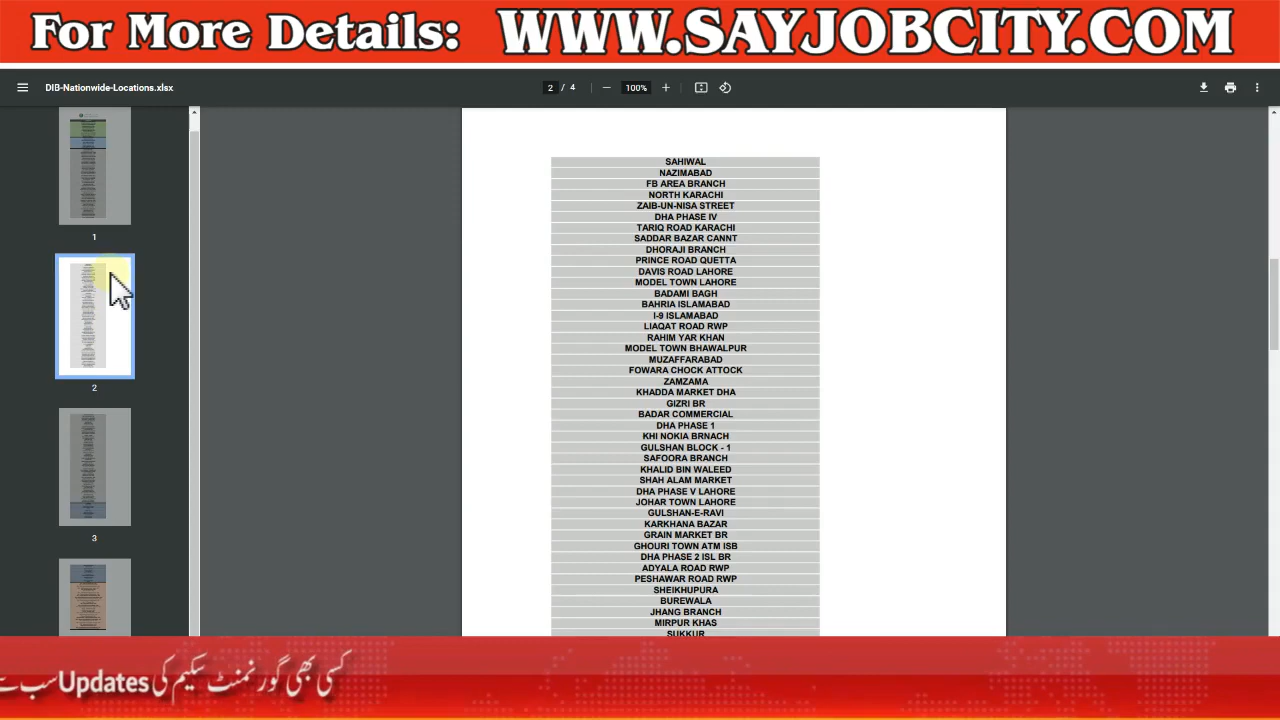 For More Details: WWW.SAYJOBCITY.COM
DIB-Nationwide-Locations.xlsx
2 / 4
100%
1
2
3
SAHIWAL
NAZIMABAD
FB AREA BRANCH
NORTH KARACHI
ZAIB-UN-NISA STREET
DHA PHASE IV
TARIQ ROAD KARACHI
SADDAR BAZAR CANNT
DHORAJI BRANCH
PRINCE ROAD QUETTA
DAVIS ROAD LAHORE
MODEL TOWN LAHORE
BADAMI BAGH
BAHRIA ISLAMABAD
I-9 ISLAMABAD
LIAQAT ROAD RWP
RAHIM YAR KHAN
MODEL TOWN BHAWALPUR
MUZAFFARABAD
FOWARA CHOCK ATTOCK
ZAMZAMA
KHADDA MARKET DHA
GIZRI BR
BADAR COMMERCIAL
DHA PHASE 1
KHI NOKIA BRNACH
GULSHAN BLOCK - 1
SAFOORA BRANCH
KHALID BIN WALEED
SHAH ALAM MARKET
DHA PHASE V LAHORE
JOHAR TOWN LAHORE
GULSHAN-E-RAVI
KARKHANA BAZAR
GRAIN MARKET BR
GHOURI TOWN ATM ISB
DHA PHASE 2 ISL BR
ADYALA ROAD RWP
PESHAWAR ROAD RWP
SHEIKHUPURA
BUREWALA
JHANG BRANCH
MIRPUR KHAS
SUKKUR
کسی بھی گورنمنٹ سکیم کی Updates سب سے